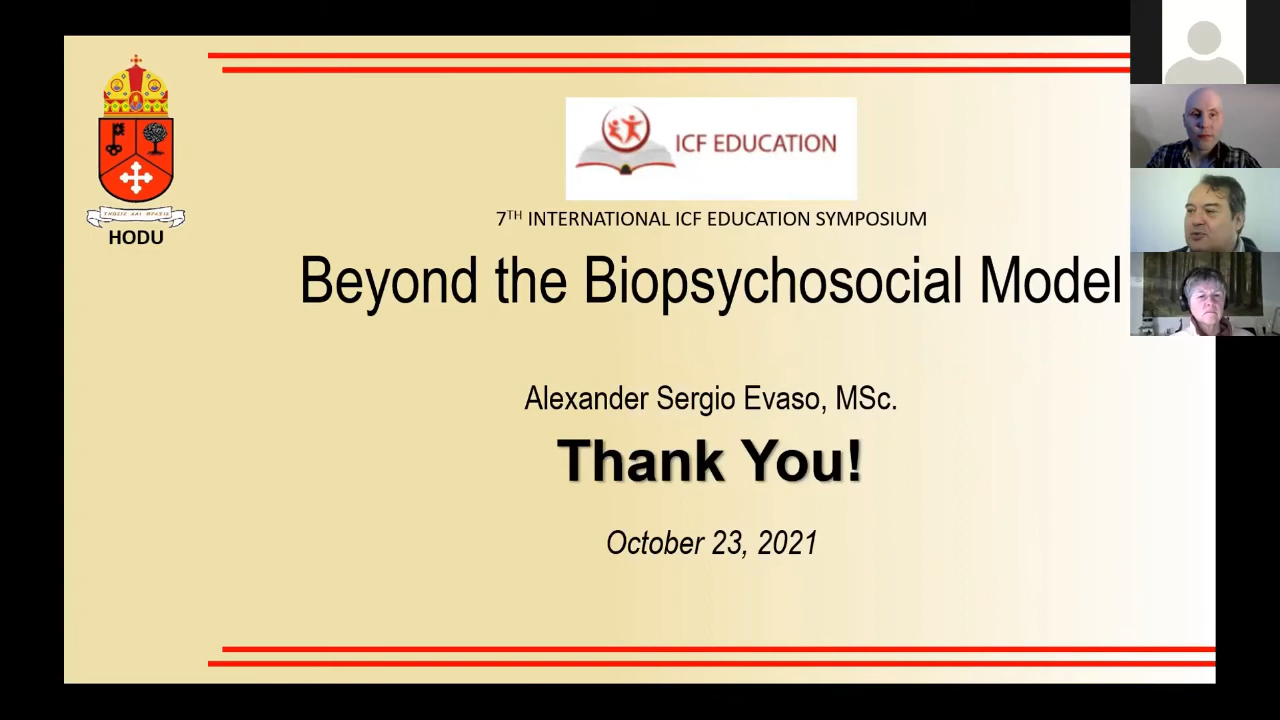 ICF EDUCATION
7TH INTERNATIONAL ICF EDUCATION SYMPOSIUM
HODU
Beyond the Biopsychosocial Model
Alexander Sergio Evaso, MSc.
Thank You!
October 23, 2021